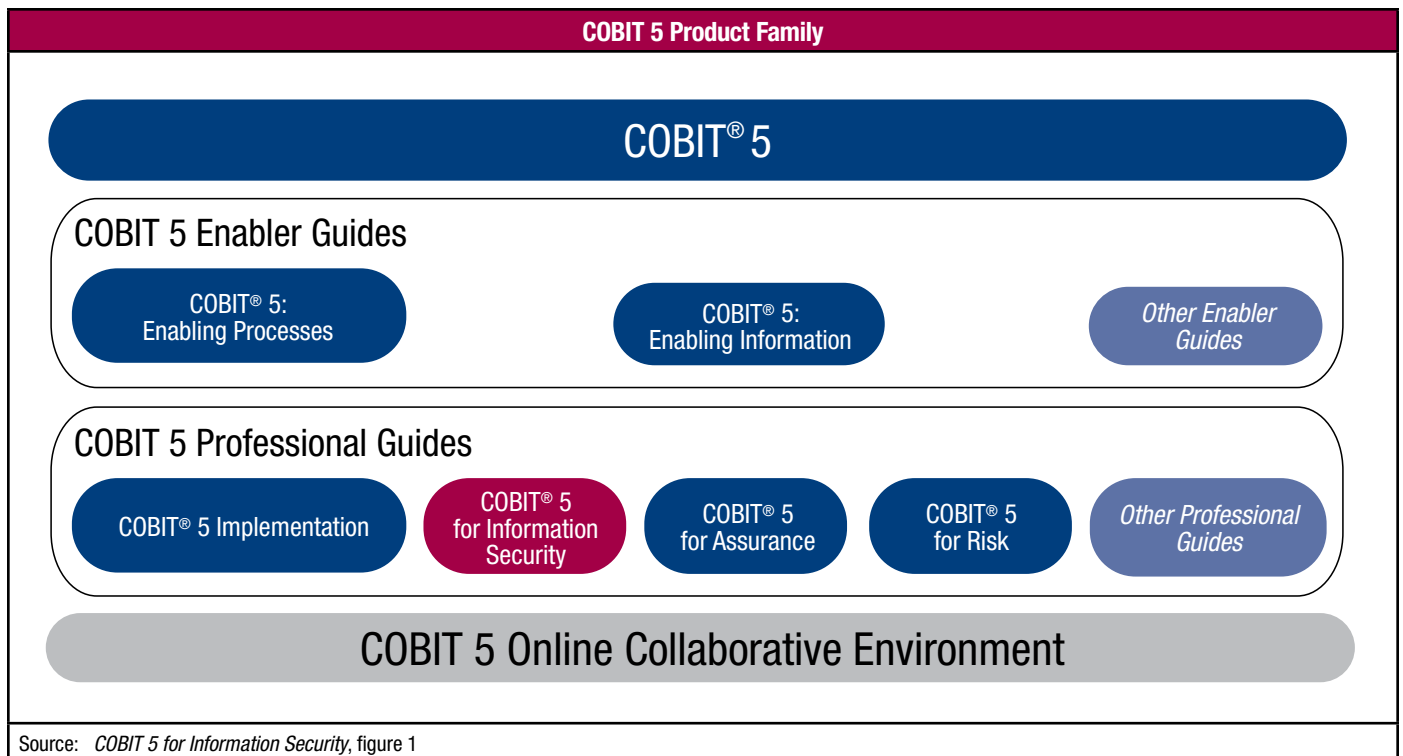 COBIT 5 Product Family
COBIT® 5
COBIT 5 Enabler Guides
COBIT® 5:
Enabling Processes
COBIT® 5:
Enabling Information
Other Enabler
Guides
COBIT 5 Professional Guides
COBIT® 5 Implementation
COBIT® 5
for Information
Security
COBIT® 5
for Assurance
COBIT® 5
for Risk
Other Professional
Guides
COBIT 5 Online Collaborative Environment
Source: COBIT 5 for Information Security, figure 1